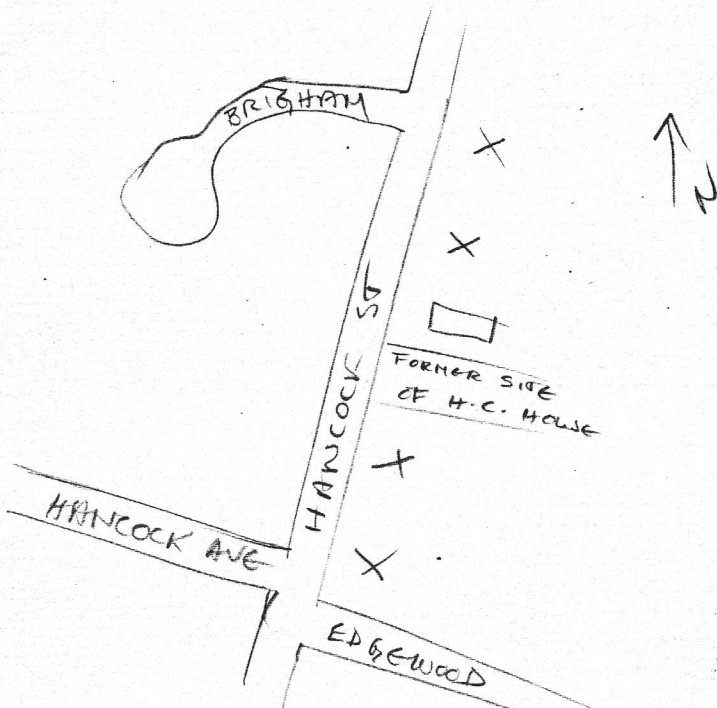 BRIGHAM
N
HANCOCK ST
FORMER SITE
OF H.C. HOUSE
HANCOCK AVE
EDGEWOOD